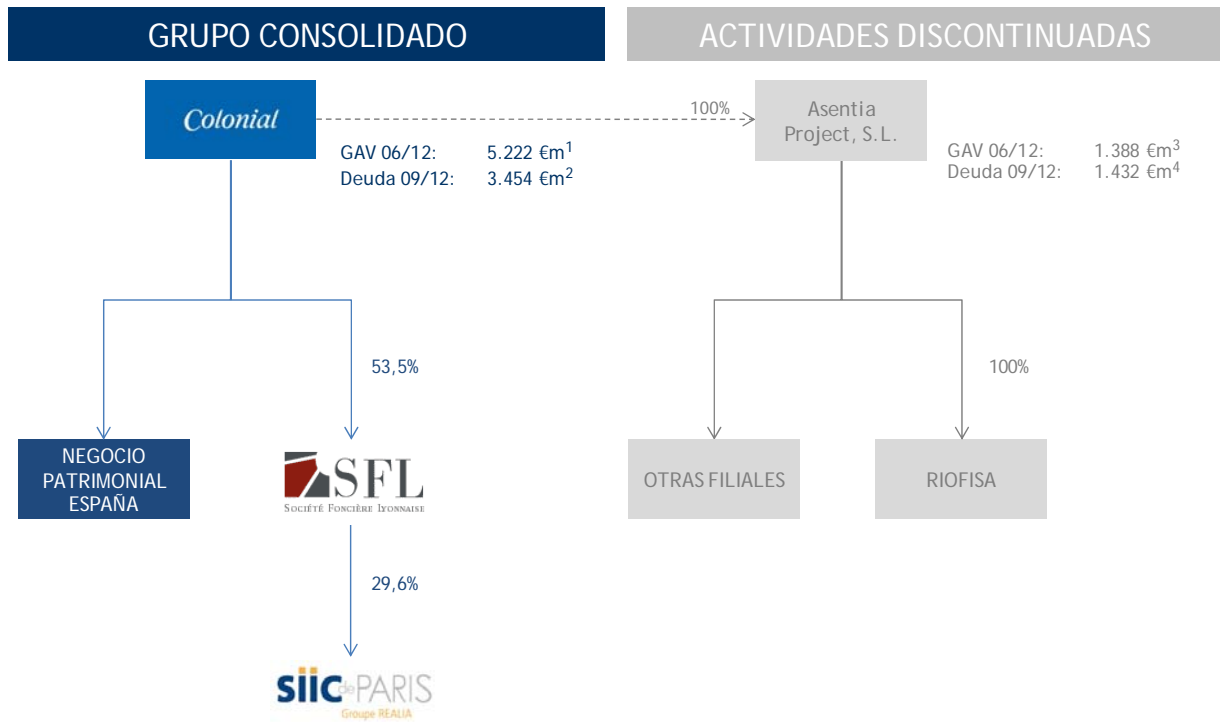 GRUPO CONSOLIDADO
ACTIVIDADES DISCONTINUADAS
Colonial
100%
Asentia
Project, S.L.
GAV 06/12: 5.222 €m1
Deuda 09/12: 3.454 €m2
GAV 06/12: 1.388 €m3
Deuda 09/12: 1.432 €m4
53,5%
100%
NEGOCIO
PATRIMONIAL
ESPAÑA
SFL
SOCIÉTÉ FONCIÈRE LYONNAISE
OTRAS FILIALES
RIOFISA
29,6%
SIIC de PARIS
Groupe REALIA